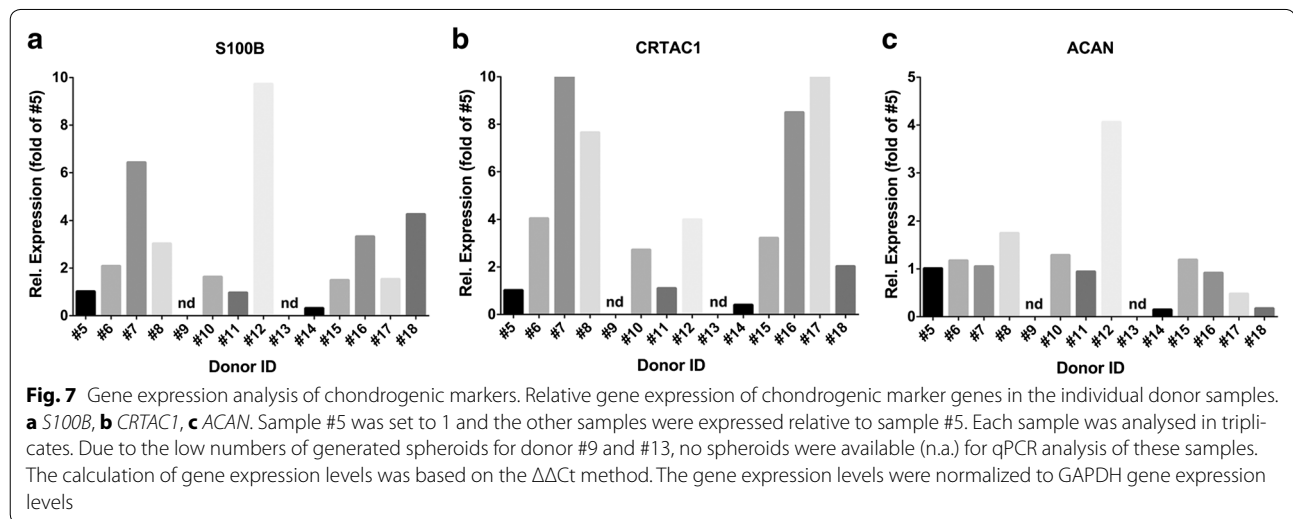 a
S100B
Rel. Expression (fold of #5)
10
8
6
4
2
0
nd
nd
#5
#6
#7
#8
#9
#10
#11
#12
#13
#14
#15
#16
#17
#18
Donor ID
b
CRTAC1
Rel. Expression (fold of #5)
10
8
6
4
2
0
nd
nd
#5
#6
#7
#8
#9
#10
#11
#12
#13
#14
#15
#16
#17
#18
Donor ID
c
ACAN
Rel. Expression (fold of #5)
5
4
3
2
1
0
nd
nd
#5
#6
#7
#8
#9
#10
#11
#12
#13
#14
#15
#16
#17
#18
Donor ID
Fig. 7 Gene expression analysis of chondrogenic markers. Relative gene expression of chondrogenic marker genes in the individual donor samples.
a S100B, b CRTAC1, c ACAN. Sample #5 was set to 1 and the other samples were expressed relative to sample #5. Each sample was analysed in tripli-
cates. Due to the low numbers of generated spheroids for donor #9 and #13, no spheroids were available (n.a.) for qPCR analysis of these samples.
The calculation of gene expression levels was based on the ΔΔCt method. The gene expression levels were normalized to GAPDH gene expression
levels